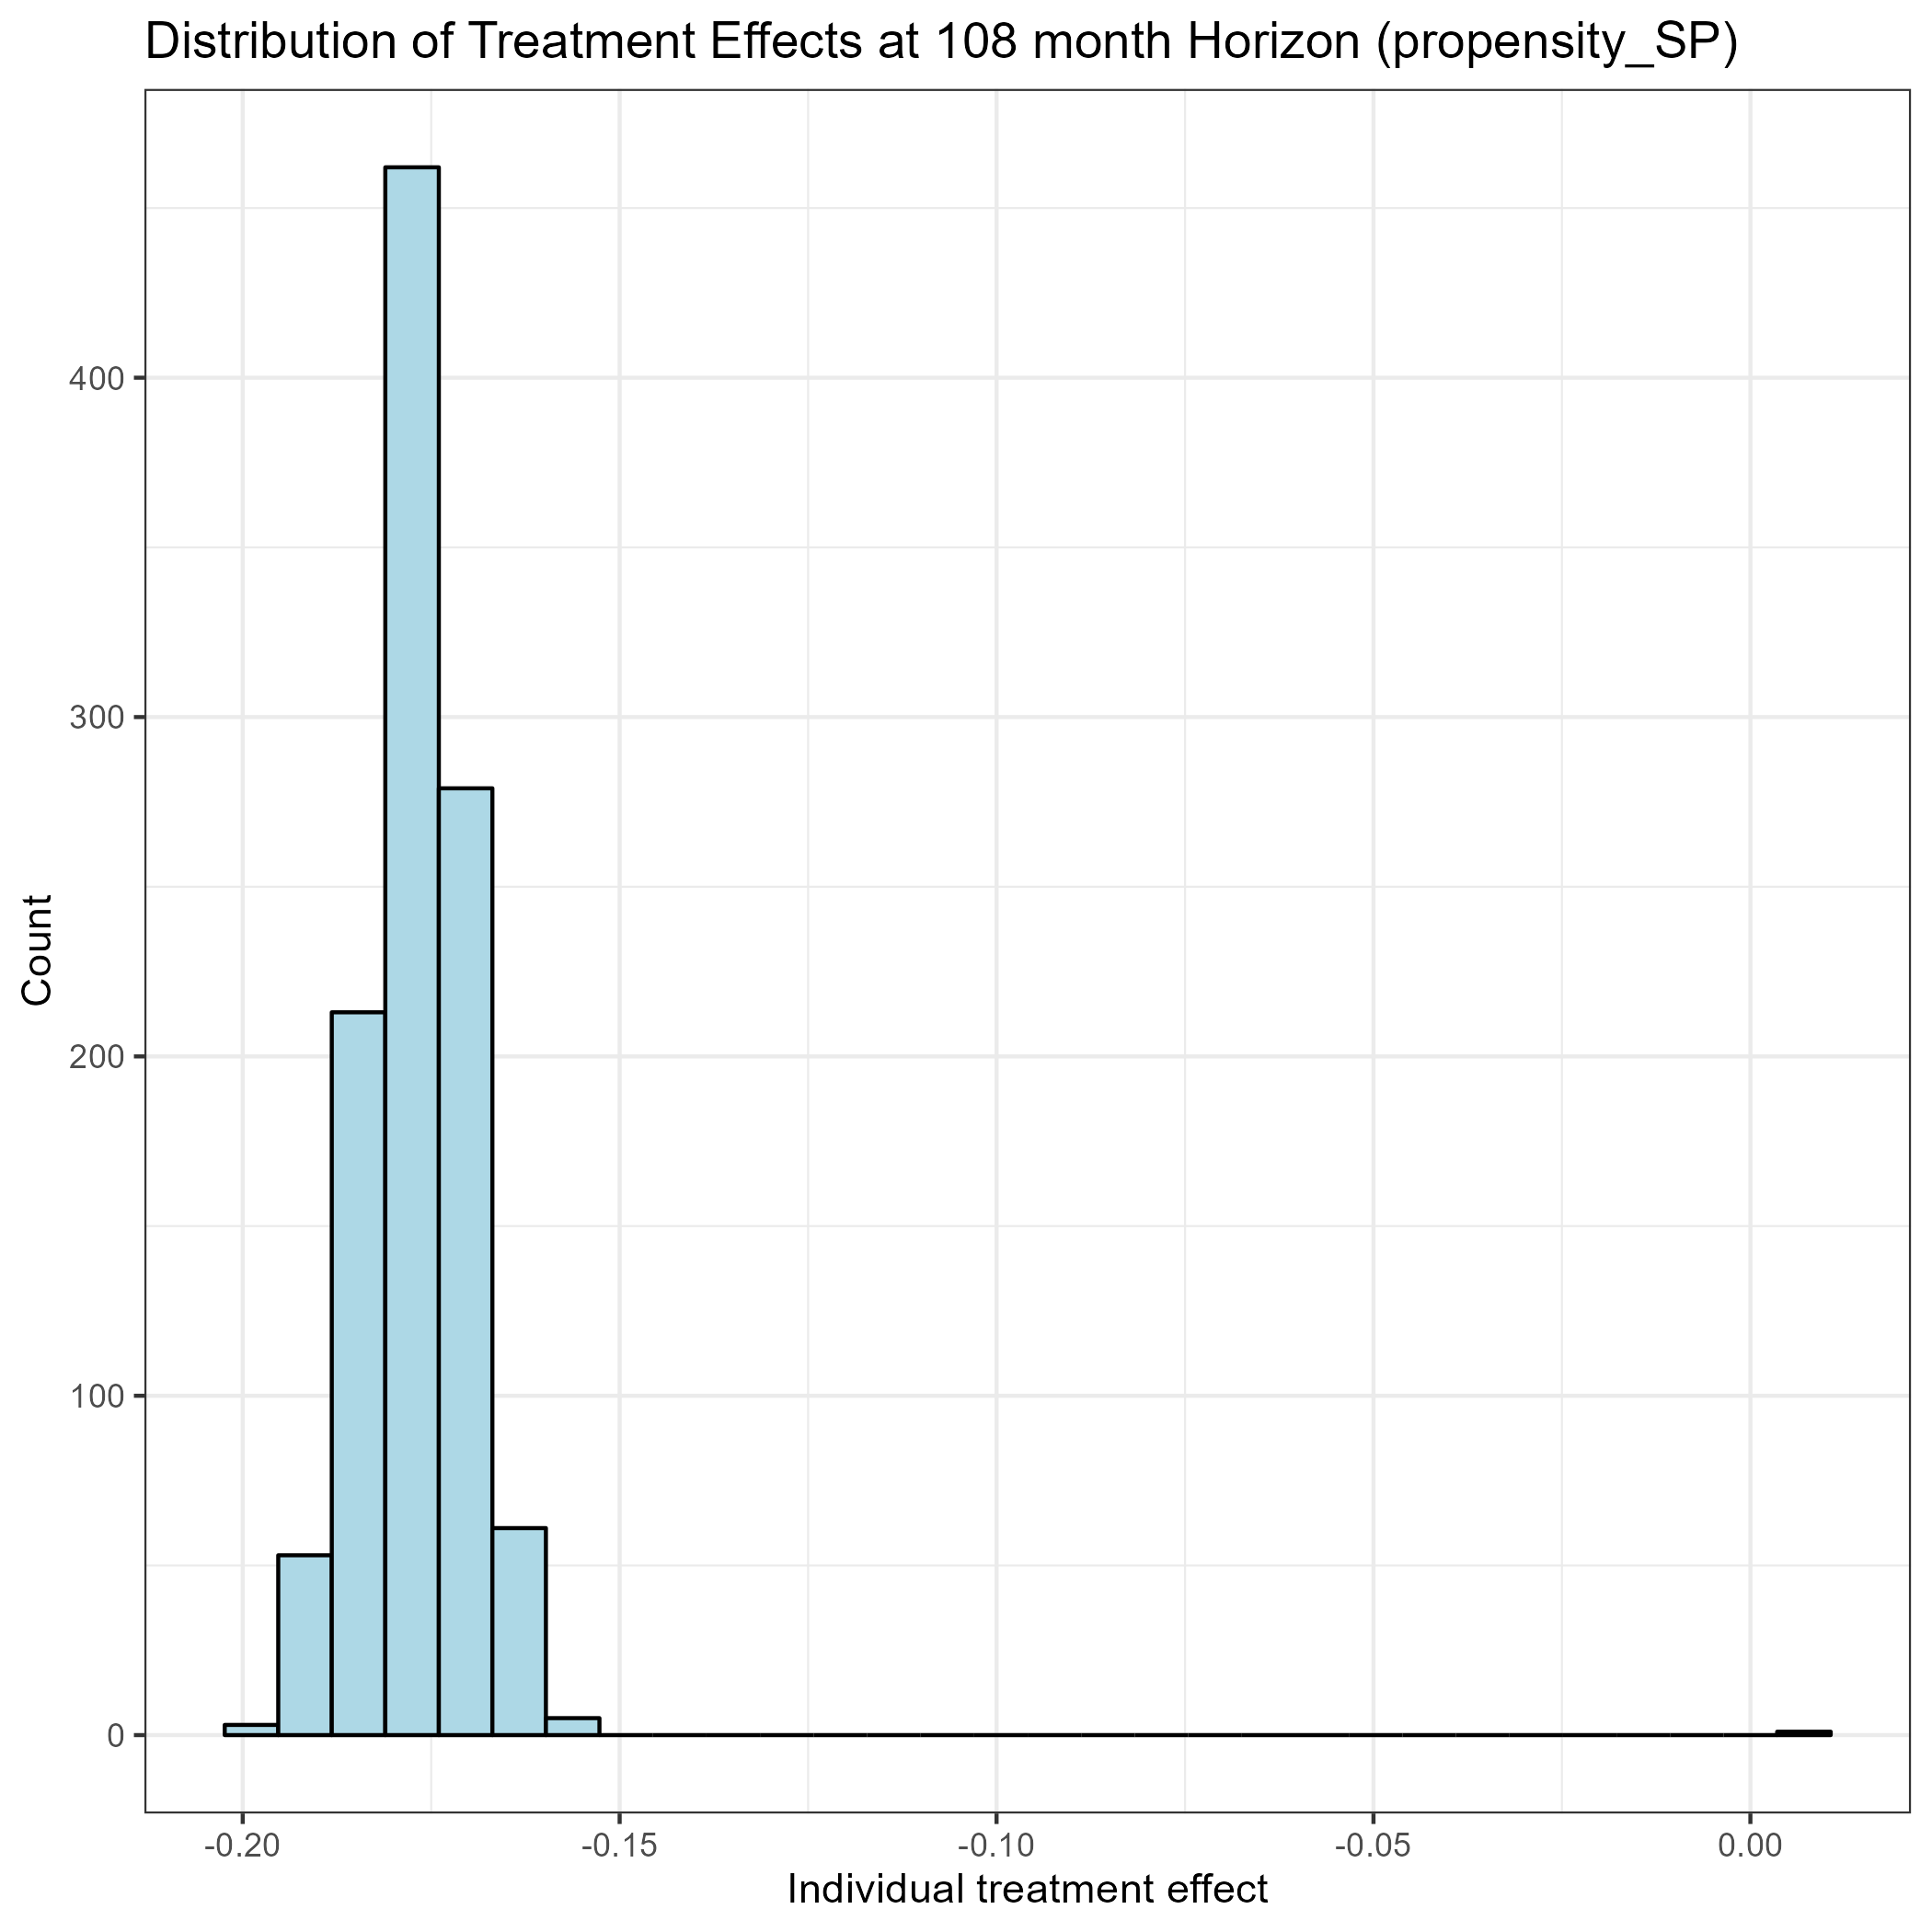 Distribution of Treatment Effects at 108 month Horizon (propensity_SP)
Count
400
300
200
100
0
-0.20 -0.15 -0.10 -0.05 0.00
Individual treatment effect